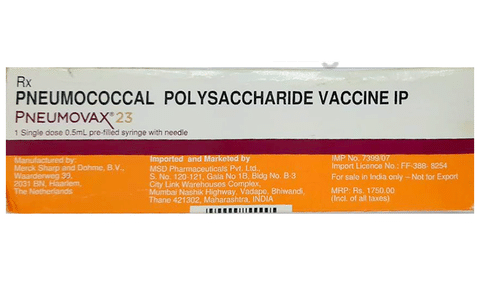 Rx
PNEUMOCOCCAL POLYSACCHARIDE VACCINE IP
PNEUMOVAX®23
1 Single dose 0.5mL pre-filled syringe with needle
Manufactured by:
Merck Sharp and Dohme, B.V.,
Waarderweg 39,
2031 BN, Haarlem,
The Netherlands
Imported and Marketed by
MSD Pharmaceuticals Pvt. Ltd.,
S. No. 120-121, Gala No 1B, Bldg No. B-3
City Link Warehouses Complex,
Mumbai Nashik Highway, Vadape, Bhiwandi,
Thane 421302, Maharashtra, INDIA
IMP No. 7399/07
Import Licence No.: FF-388- 8254
For sale in India only – Not for Export
MRP: Rs. 1750.00
(Incl. of all taxes)